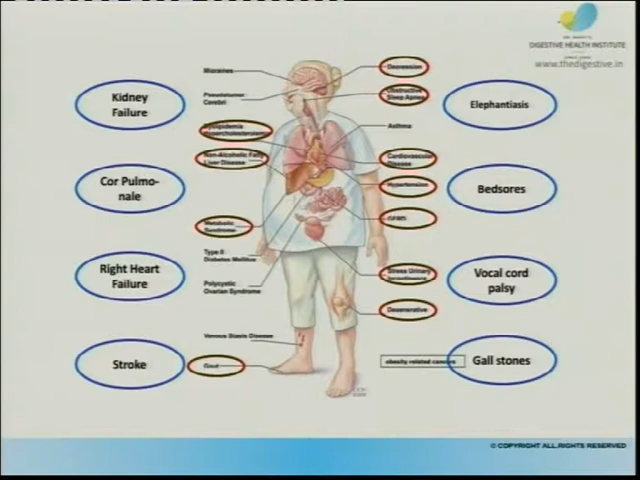 DIGESTIVE HEALTH INSTITUTE
www.thedigestive.in
Migraines
Depression
Kidney
Failure
Pseudotumor
Cerebri
Obstructive
Sleep Apnea
Elephantiasis
Asthma
Non-Alcoholic Fatty
Liver Disease
Cardiovascular
Disease
Cor Pulmo-
nale
Hypertension
Bedsores
Metabolic
Syndrome
Type II
Diabetes Mellitus
Right Heart
Failure
Stress Urinary
Vocal cord
palsy
Polycystic
Ovarian Syndrome
Degenerative
Venous Stasis Disease
Stroke
Gout
obesity related
Gall stones
© COPYRIGHT ALL RIGHTS RESERVED